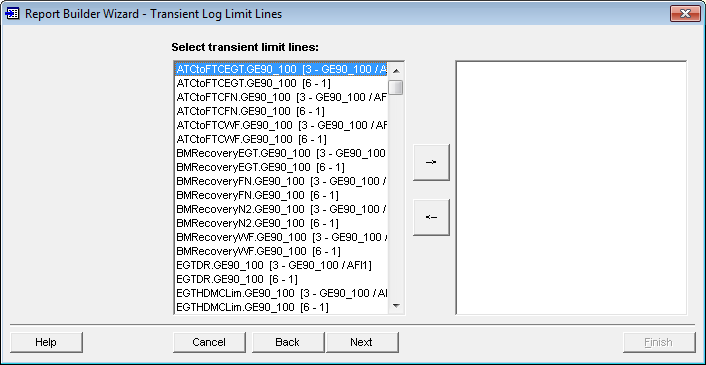 Report Builder Wizard - Transient Log Limit Lines
Select transient limit lines:
ATCtoFTCEGT.GE90_100 [3 - GE90_100 / A
ATCtoFTCEGT.GE90_100 [6 - 1]
ATCtoFTCFN.GE90_100 [3 - GE90_100 / AF
ATCtoFTCFN.GE90_100 [6 - 1]
ATCtoFTCWF.GE90_100 [3 - GE90_100 / AF
ATCtoFTCWF.GE90_100 [6 - 1]
BMRecoveryEGT.GE90_100 [3 - GE90_100
BMRecoveryEGT.GE90_100 [6 - 1]
BMRecoveryFN.GE90_100 [3 - GE90_100 /
BMRecoveryFN.GE90_100 [6 - 1]
BMRecoveryN2.GE90_100 [3 - GE90_100 /
BMRecoveryN2.GE90_100 [6 - 1]
BMRecoveryWF.GE90_100 [3 - GE90_100 /
BMRecoveryWF.GE90_100 [6 - 1]
EGTDR.GE90_100 [3 - GE90_100 / AFI1]
EGTDR.GE90_100 [6 - 1]
EGTHDMCLim.GE90_100 [3 - GE90_100 / A
EGTHDMCLim.GE90_100 [6 - 1]
-->
<--
Help
Cancel
Back
Next
Finish